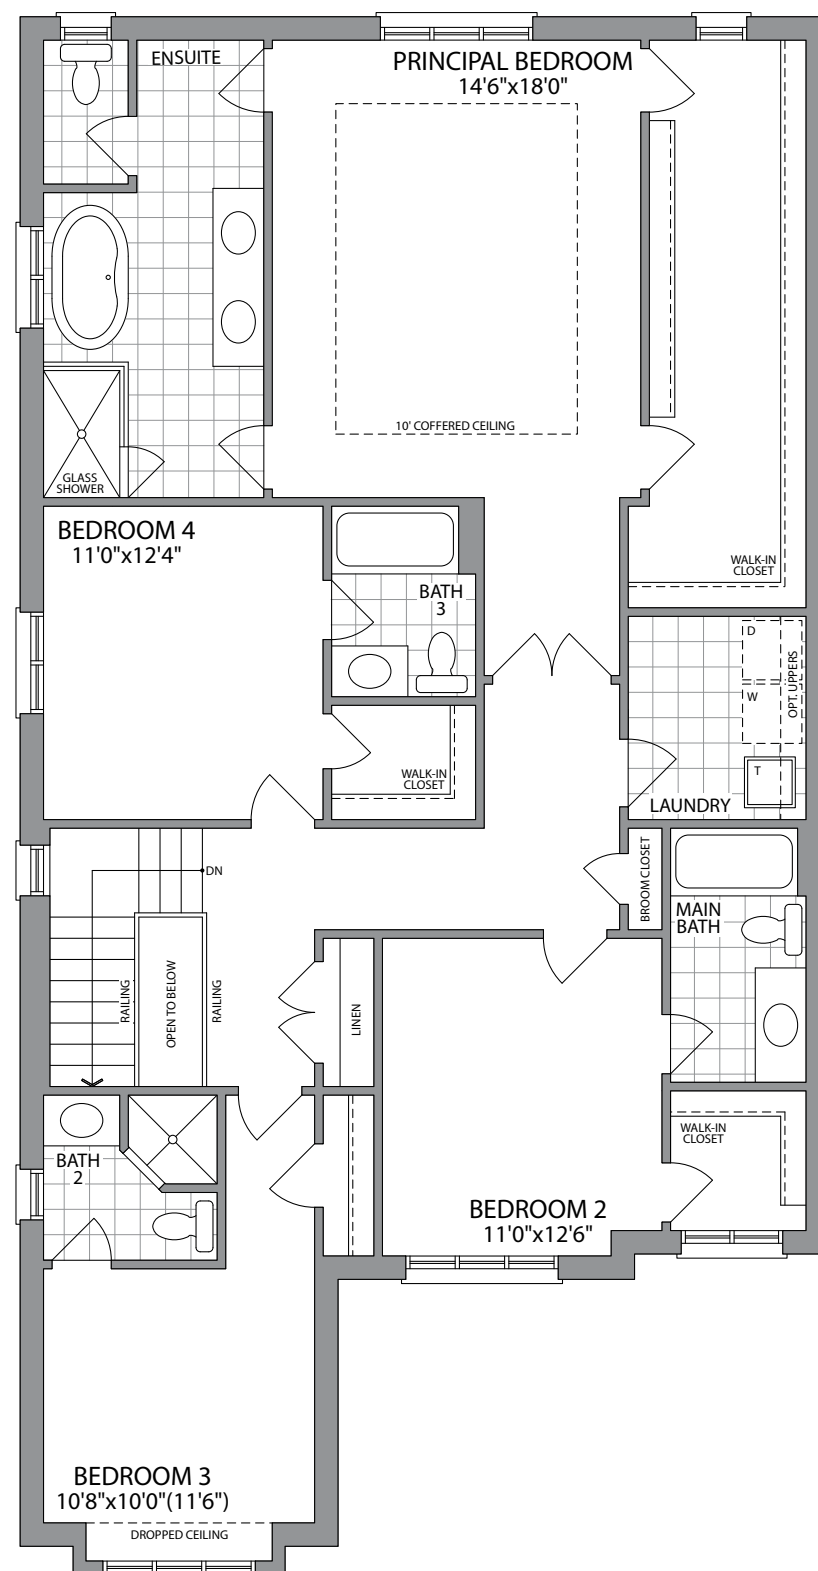 ENSUITE
PRINCIPAL BEDROOM
14'6"x18'0"
10' COFFERED CEILING
GLASS
SHOWER
WALK-IN
CLOSET
BEDROOM 4
11'0"x12'4"
BATH
3
WALK-IN
CLOSET
D
W
OPT. UPPERS
T
LAUNDRY
DN
BROOM CLOSET
MAIN
BATH
RAILING
OPEN TO BELOW
RAILING
LINEN
BATH
2
WALK-IN
CLOSET
BEDROOM 2
11'0"x12'6"
BEDROOM 3
10'8"x10'0"(11'6")
DROPPED CEILING